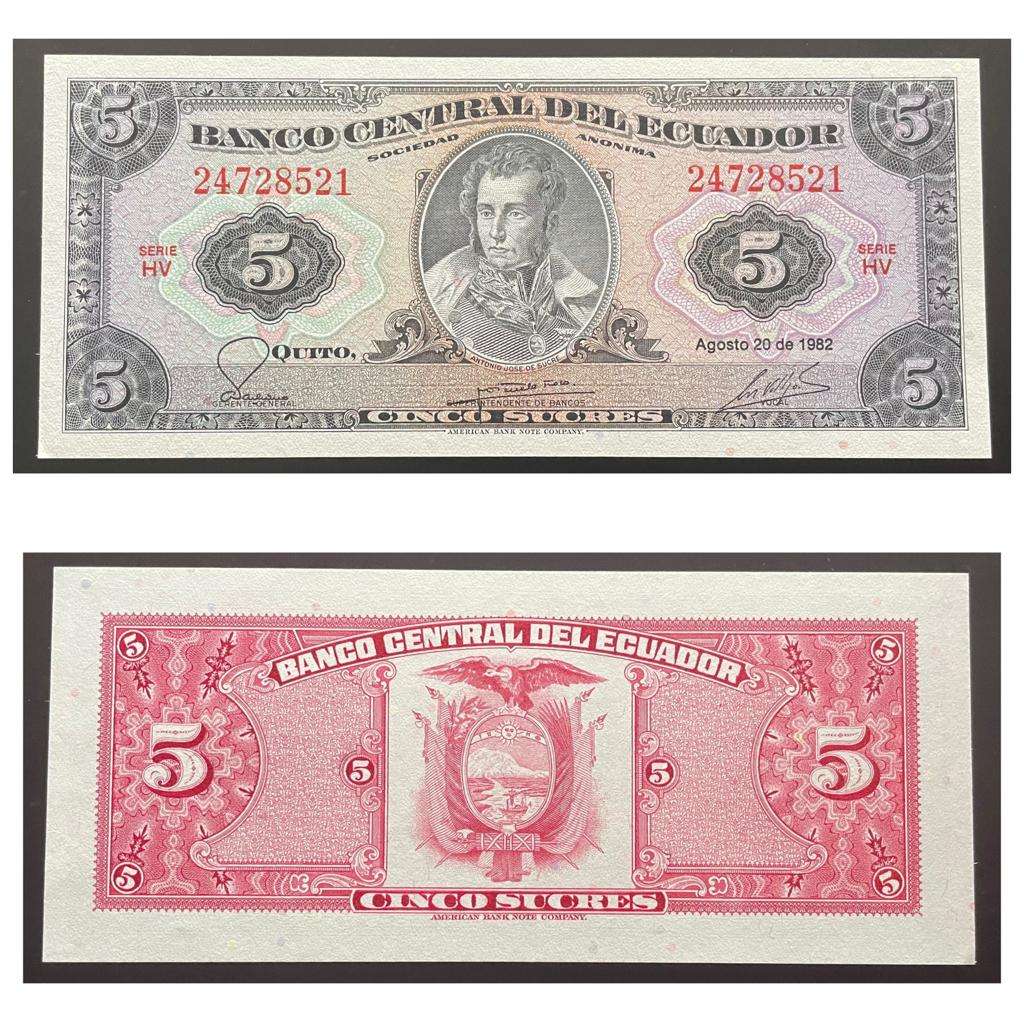 5 5
BANCO CENTRAL DEL ECUADOR
SOCIEDAD ANONIMA
24728521 24728521
SERIE HV 5 5 SERIE HV
QUITO, Agosto 20 de 1982
ANTONIO JOSE DE SUCRE
5 5
GERENTE GENERAL SUPERINTENDENTE DE BANCOS VOCAL
CINCO SUCRES
AMERICAN BANK NOTE COMPANY.
5 5
BANCO CENTRAL DEL ECUADOR
5 5 5 5
5 5
CINCO SUCRES
AMERICAN BANK NOTE COMPANY.